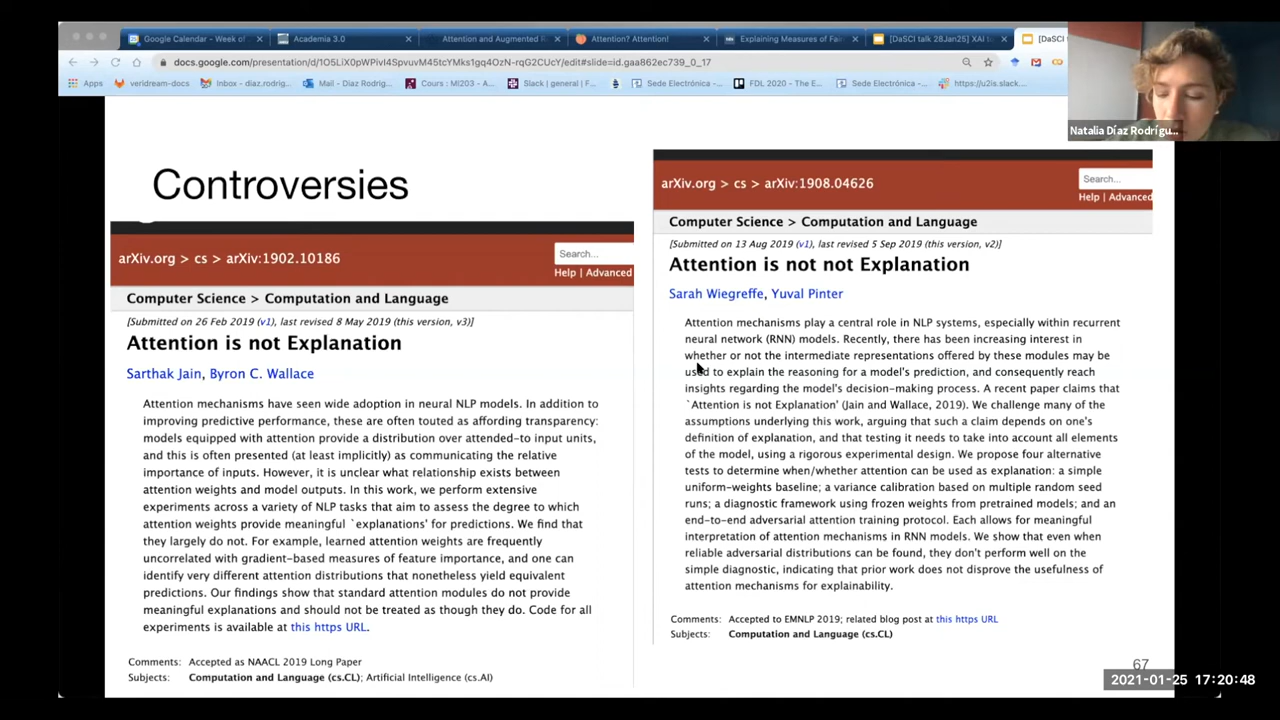 Google Calendar - Week of
Academia 3.0
Attention and Augmented R
Attention? Attention!
Explaining Measures of Fai
[DaSCI talk 28Jan25] XAI t
[DaSCI
docs.google.com/presentation/d/1O5LiX0pWPivI4SpvuvM45tcYMks1gq4OzN-rqG2CUcY/edit#slide=id.gaa862ec739_0_17
Apps
verldream-docs
Inbox - diaz.rodrig...
Mail - Diaz Rodrig...
Cours : MI203 - A...
Slack | general | F...
Sede Electrónica -...
FDL 2020 - The E...
Sede Electrónica -...
https://u2is.slack...
Natalia Díaz Rodrígu...
Controversies
arXiv.org > cs > arXiv:1902.10186
Search...
Help | Advanced
Computer Science > Computation and Language
[Submitted on 26 Feb 2019 (v1), last revised 8 May 2019 (this version, v3)]
Attention is not Explanation
Sarthak Jain, Byron C. Wallace
Attention mechanisms have seen wide adoption in neural NLP models. In addition to
improving predictive performance, these are often touted as affording transparency:
models equipped with attention provide a distribution over attended-to input units,
and this is often presented (at least implicitly) as communicating the relative
importance of inputs. However, it is unclear what relationship exists between
attention weights and model outputs. In this work, we perform extensive
experiments across a variety of NLP tasks that aim to assess the degree to which
attention weights provide meaningful `explanations' for predictions. We find that
they largely do not. For example, learned attention weights are frequently
uncorrelated with gradient-based measures of feature importance, and one can
identify very different attention distributions that nonetheless yield equivalent
predictions. Our findings show that standard attention modules do not provide
meaningful explanations and should not be treated as though they do. Code for all
experiments is available at this https URL.
Comments: Accepted as NAACL 2019 Long Paper
Subjects: Computation and Language (cs.CL); Artificial Intelligence (cs.AI)
arXiv.org > cs > arXiv:1908.04626
Search...
Help | Advanced
Computer Science > Computation and Language
[Submitted on 13 Aug 2019 (v1), last revised 5 Sep 2019 (this version, v2)]
Attention is not not Explanation
Sarah Wiegreffe, Yuval Pinter
Attention mechanisms play a central role in NLP systems, especially within recurrent
neural network (RNN) models. Recently, there has been increasing interest in
whether or not the intermediate representations offered by these modules may be
used to explain the reasoning for a model's prediction, and consequently reach
insights regarding the model's decision-making process. A recent paper claims that
`Attention is not Explanation' (Jain and Wallace, 2019). We challenge many of the
assumptions underlying this work, arguing that such a claim depends on one's
definition of explanation, and that testing it needs to take into account all elements
of the model, using a rigorous experimental design. We propose four alternative
tests to determine when/whether attention can be used as explanation: a simple
uniform-weights baseline; a variance calibration based on multiple random seed
runs; a diagnostic framework using frozen weights from pretrained models; and an
end-to-end adversarial attention training protocol. Each allows for meaningful
interpretation of attention mechanisms in RNN models. We show that even when
reliable adversarial distributions can be found, they don't perform well on the
simple diagnostic, indicating that prior work does not disprove the usefulness of
attention mechanisms for explainability.
Comments: Accepted to EMNLP 2019; related blog post at this https URL
Subjects: Computation and Language (cs.CL)
67
2021-01-25 17:20:48